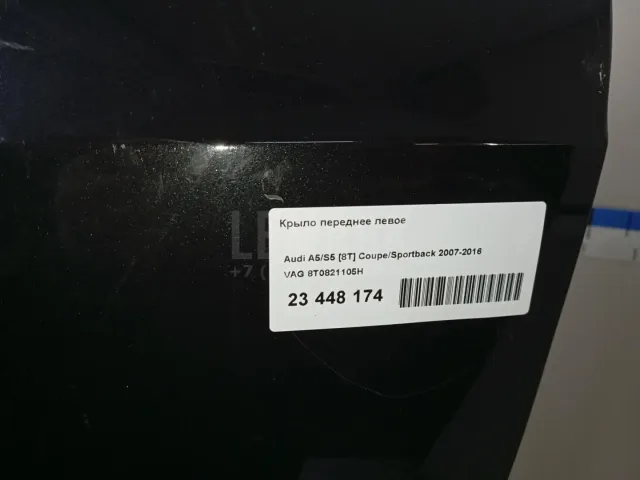 Крыло переднее левое
Audi A5/S5 [8T] Coupe/Sportback 2007-2016
VAG 8T0821105H
23 448 174